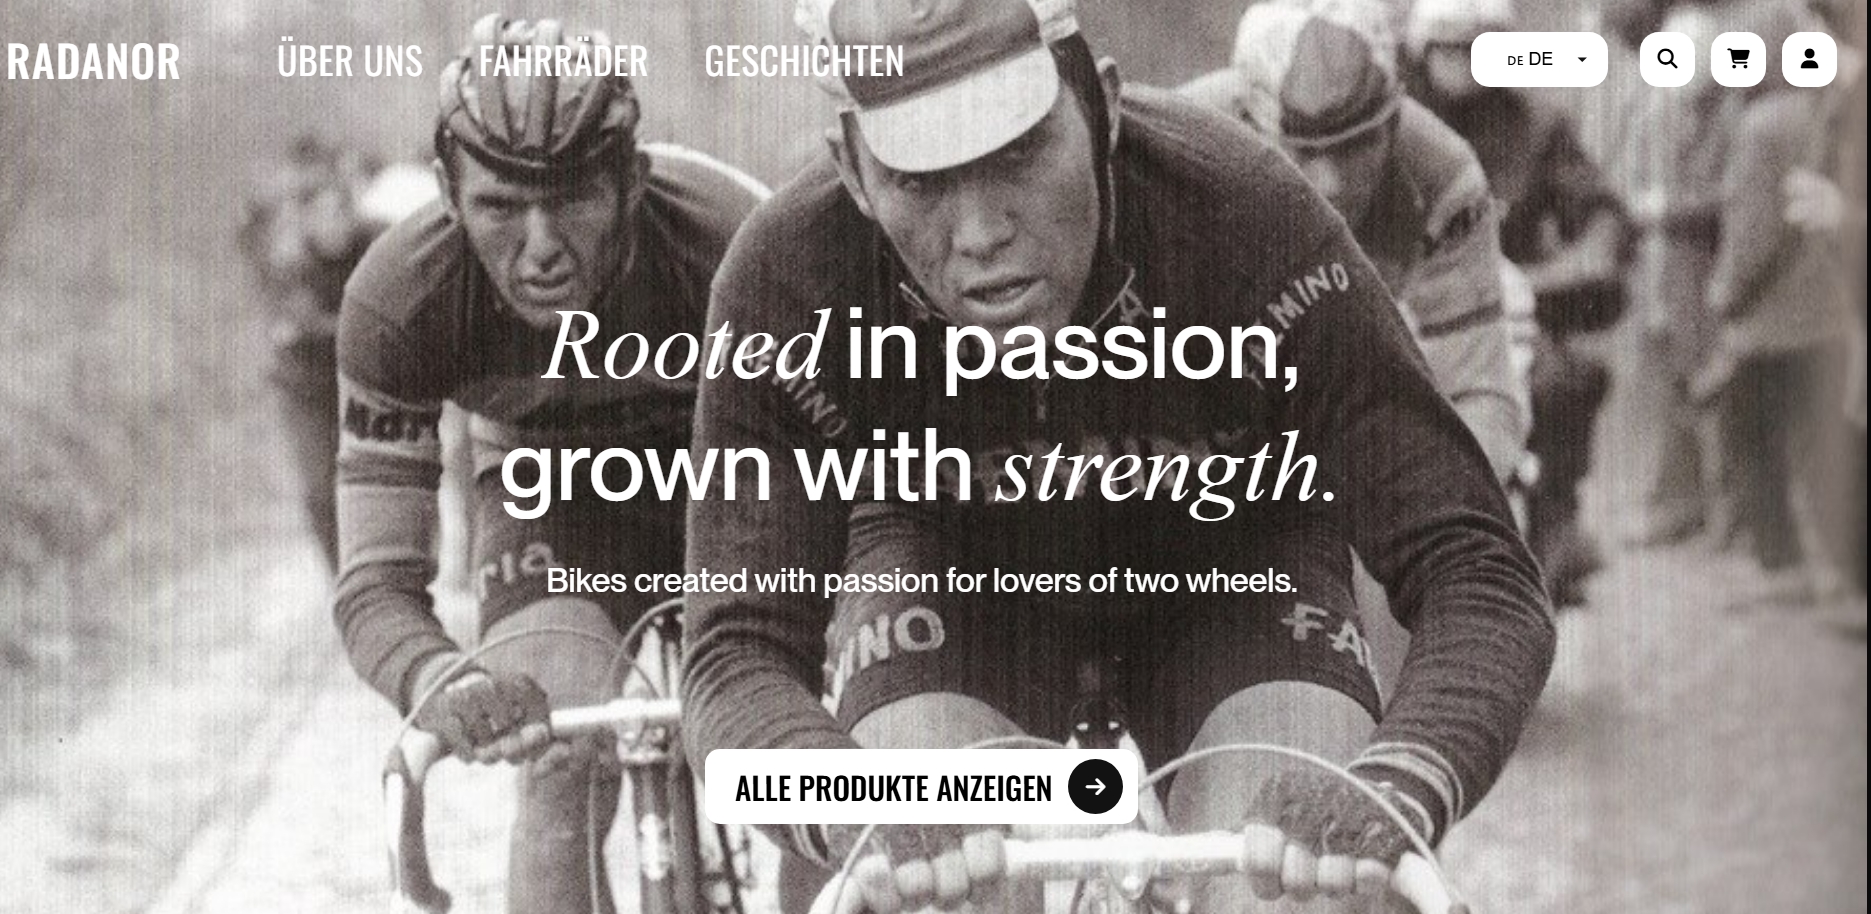 RADANOR ÜBER UNS FAHRRÄDER GESCHICHTEN DE DE
Rooted in passion,
grown with strength.
Bikes created with passion for lovers of two wheels.
ALLE PRODUKTE ANZEIGEN